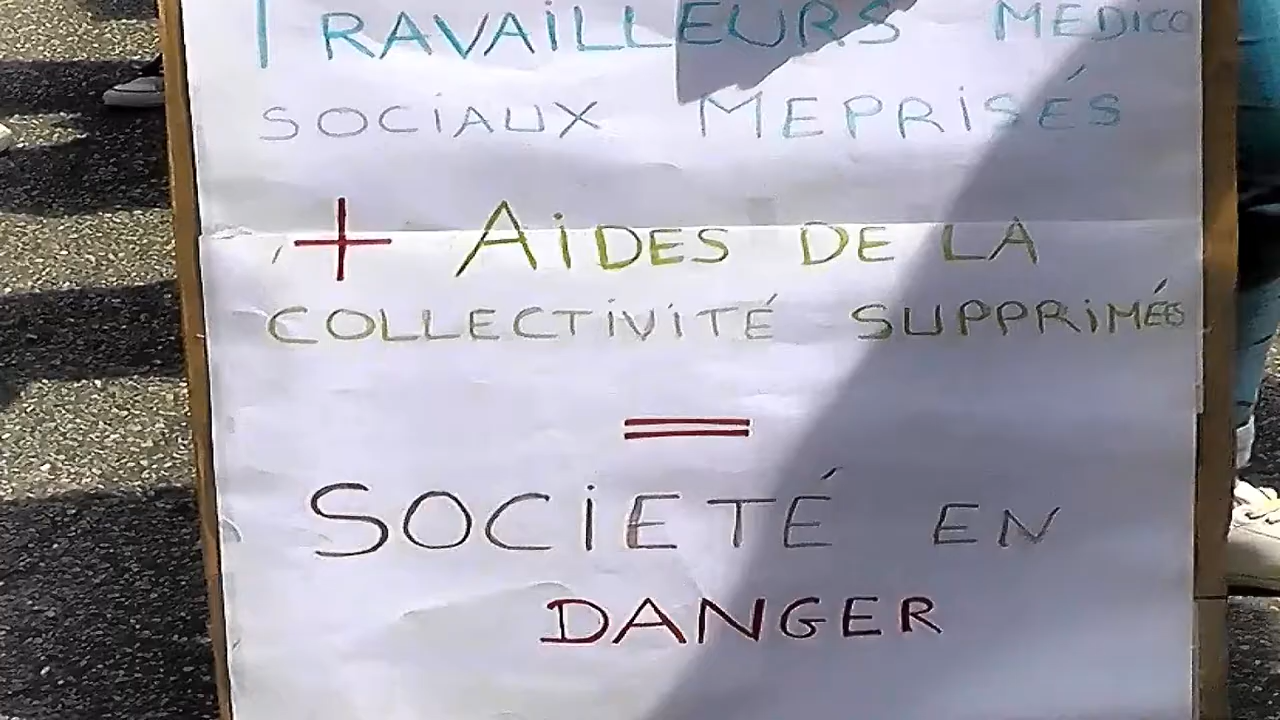 TRAVAILLEURS MEDICO
SOCIAUX MEPRISÉS
+ AIDES DE LA
COLLECTIVITÉ SUPPRIMÉES
=
SOCIETÉ EN
DANGER